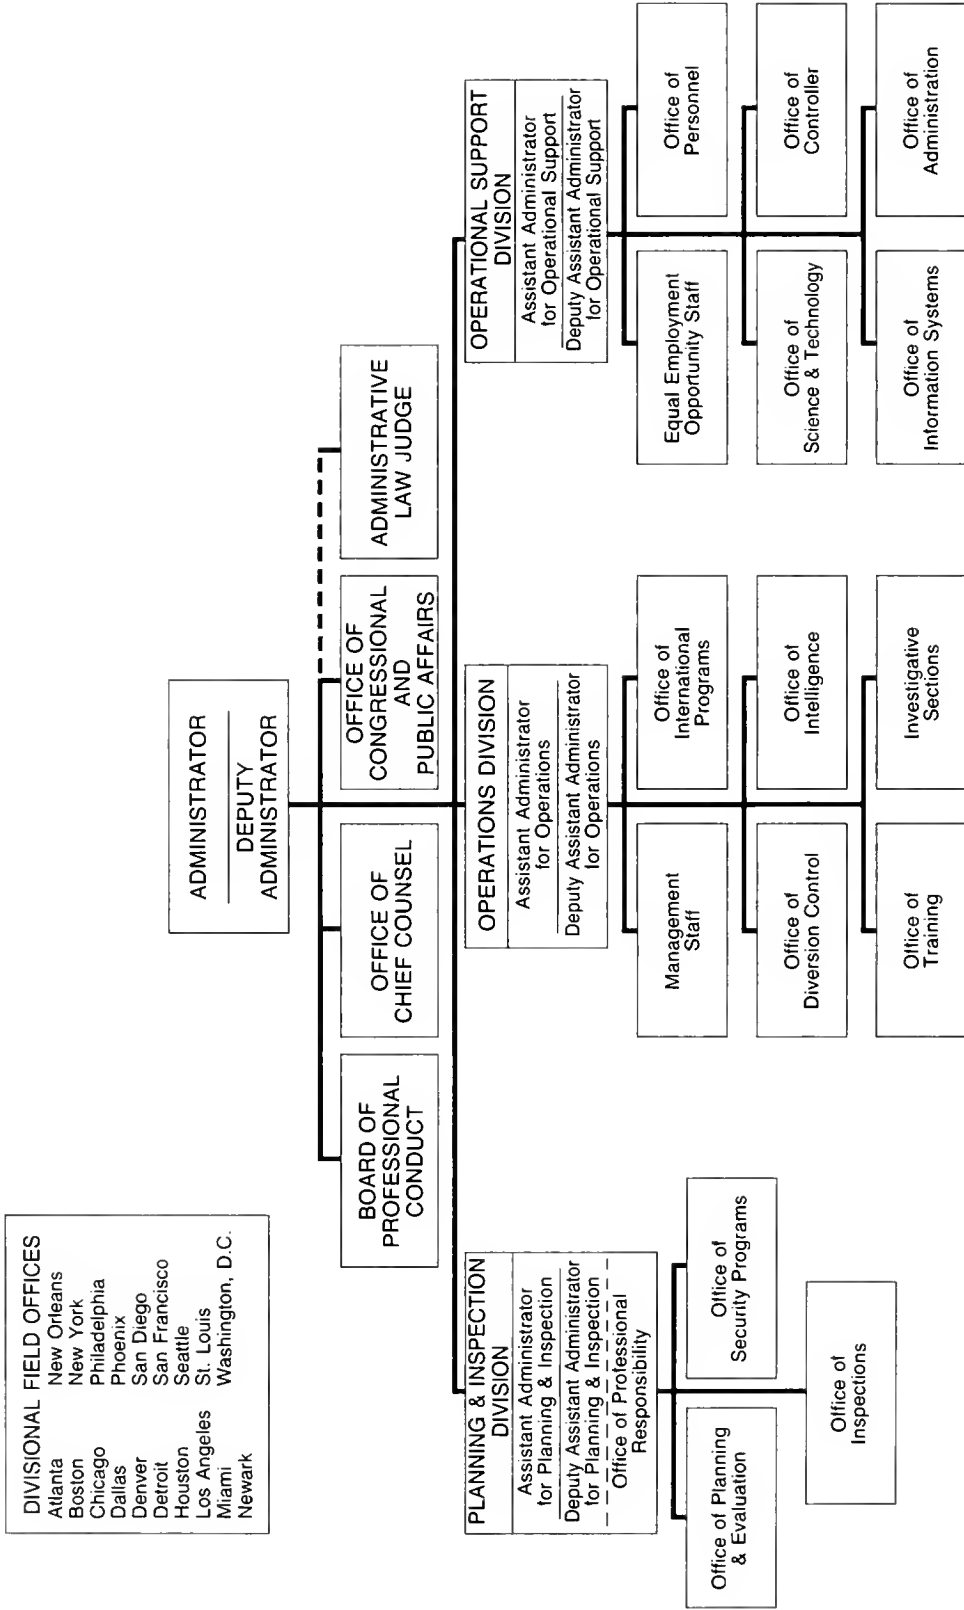 DIVISIONAL FIELD OFFICES
Atlanta New Orleans
Boston New York
Chicago Philadelphia
Dallas Phoenix
Denver San Diego
Detroit San Francisco
Houston Seattle
Los Angeles St. Louis
Miami Washington, D.C.
Newark
ADMINISTRATOR
DEPUTY
ADMINISTRATOR
BOARD OF
PROFESSIONAL
CONDUCT
OFFICE OF
CHIEF COUNSEL
OFFICE OF
CONGRESSIONAL
AND
PUBLIC AFFAIRS
ADMINISTRATIVE
LAW JUDGE
PLANNING & INSPECTION
DIVISION
Assistant Administrator
for Planning & Inspection
Deputy Assistant Administrator
for Planning & Inspection
Office of Professional
Responsibility
Office of Planning
& Evaluation
Office of
Security Programs
Office of
Inspections
OPERATIONS DIVISION
Assistant Administrator
for Operations
Deputy Assistant Administrator
for Operations
Management
Staff
Office of
International
Programs
Office of
Diversion Control
Office of
Intelligence
Office of
Training
Investigative
Sections
OPERATIONAL SUPPORT
DIVISION
Assistant Administrator
for Operational Support
Deputy Assistant Administrator
for Operational Support
Equal Employment
Opportunity Staff
Office of
Personnel
Office of
Science & Technology
Office of
Controller
Office of
Information Systems
Office of
Administration